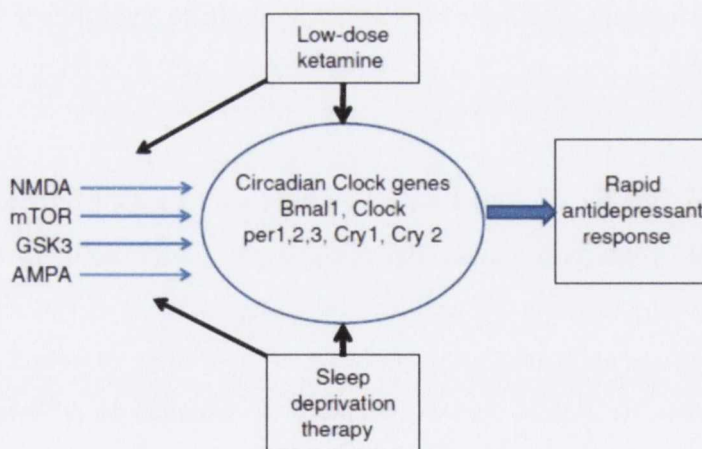 Low-dose
ketamine
NMDA
mTOR
GSK3
AMPA
Circadian Clock genes
Bmal1, Clock
per1,2,3, Cry1, Cry 2
Rapid
antidepressant
response
Sleep
deprivation
therapy